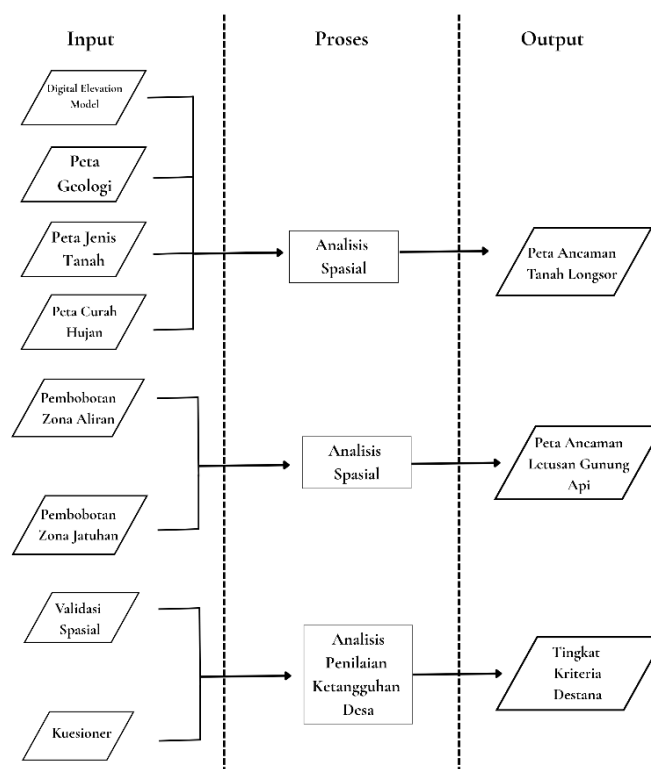 Input
Proses
Output
Digital Elevation
Model
Peta
Geologi
Peta Jenis
Tanah
Peta Curah
Hujan
Analisis
Spasial
Peta Ancaman
Tanah Longsor
Pembobotan
Zona Aliran
Pembobotan
Zona Jatuhan
Analisis
Spasial
Peta Ancaman
Letusan Gunung
Api
Validasi
Spasial
Kuesioner
Analisis
Penilaian
Ketangguhan
Desa
Tingkat
Kriteria
Destana